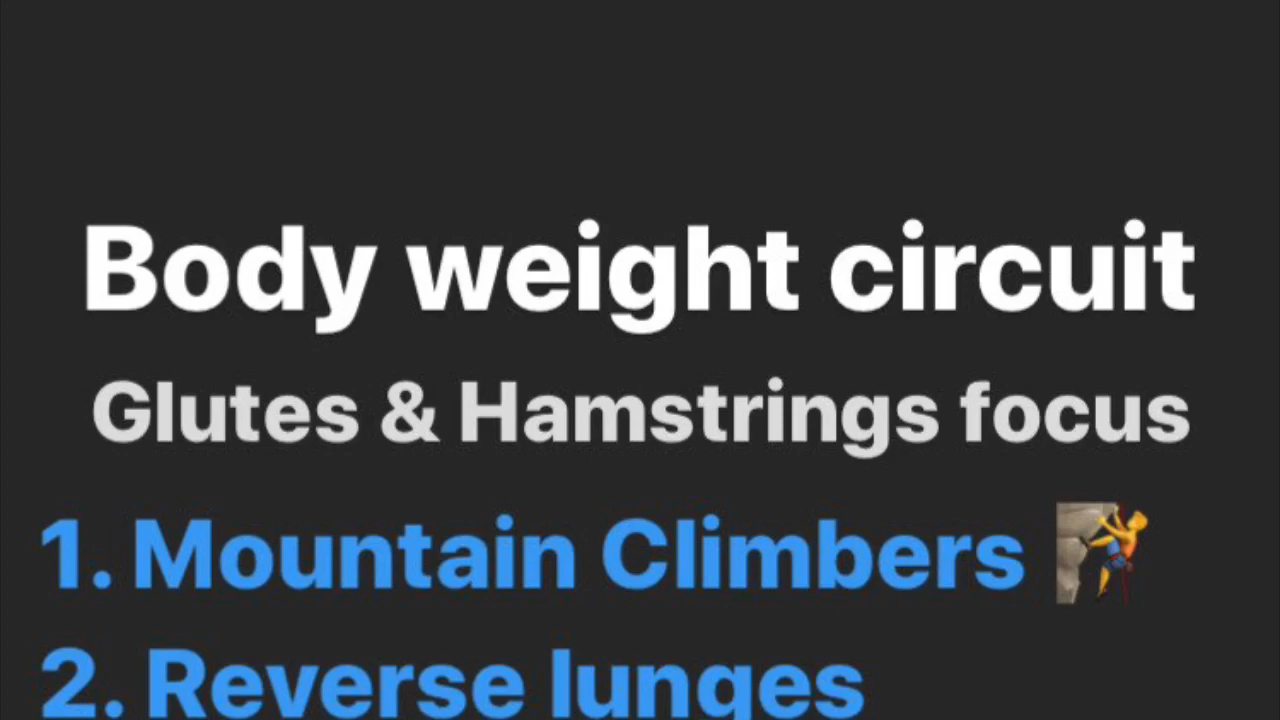 Body weight circuit
Glutes & Hamstrings focus
1. Mountain Climbers 🧗
2. Reverse lunges